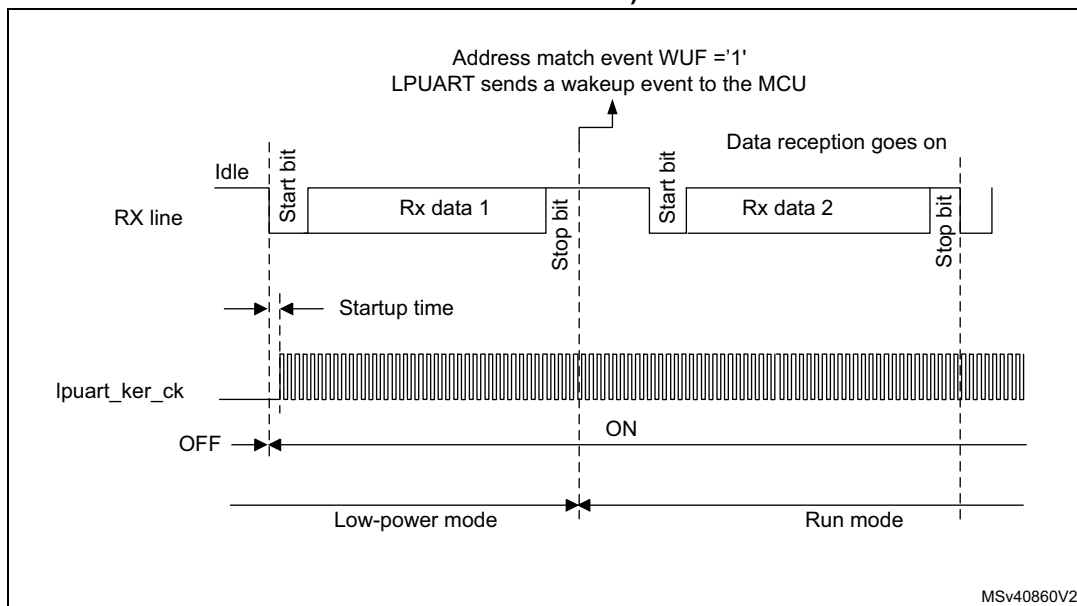 Address match event WUF ='1'
LPUART sends a wakeup event to the MCU
Data reception goes on
Idle
RX line
Start bit
Rx data 1
Stop bit
Start bit
Rx data 2
Stop bit
Startup time
lpuart_ker_ck
OFF
ON
Low-power mode
Run mode
MSv40860V2